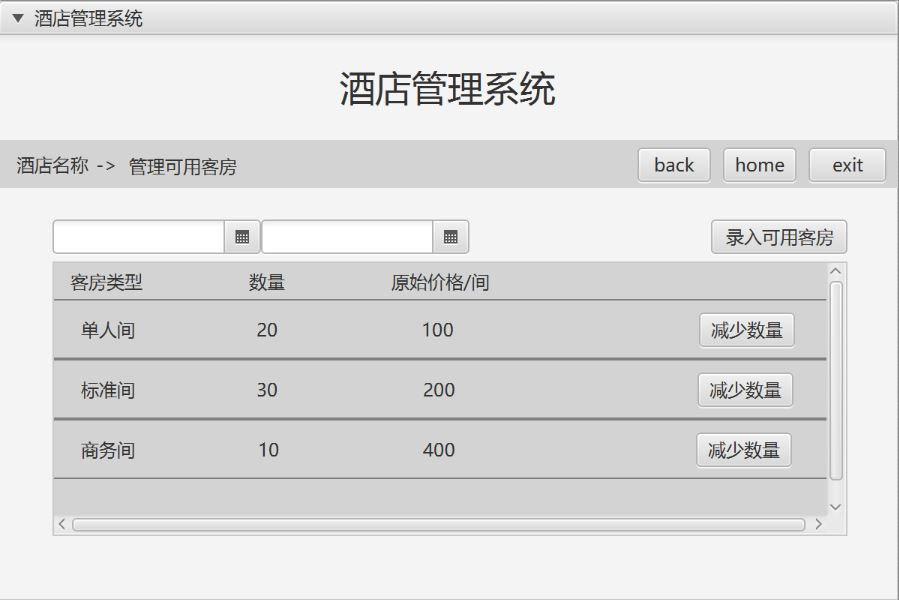 酒店管理系统
酒店管理系统
酒店名称 -> 管理可用客房 back home exit
录入可用客房
客房类型 数量 原始价格/间
单人间 20 100 减少数量
标准间 30 200 减少数量
商务间 10 400 减少数量